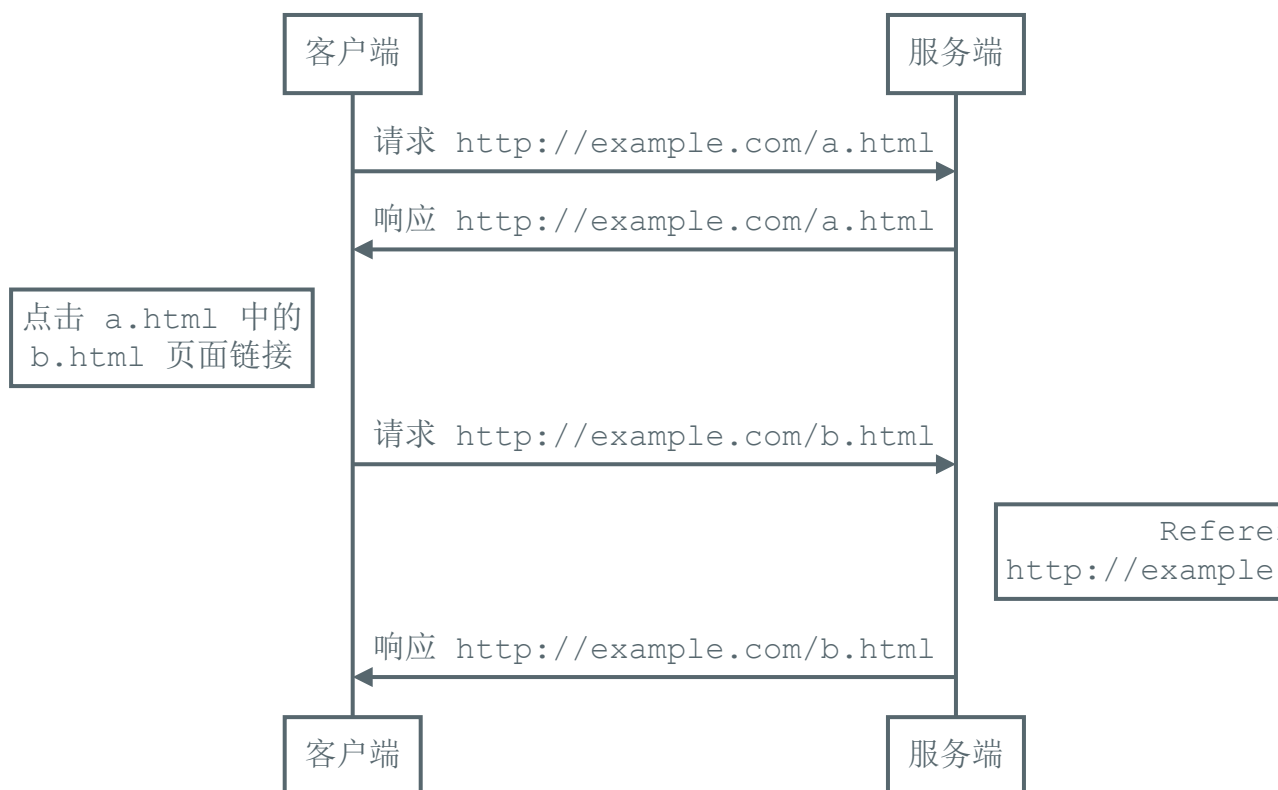 客户端
服务端
请求 http://example.com/a.html
响应 http://example.com/a.html
点击 a.html 中的
b.html 页面链接
请求 http://example.com/b.html
http://example
响应 http://example.com/b.html
客户端
服务端